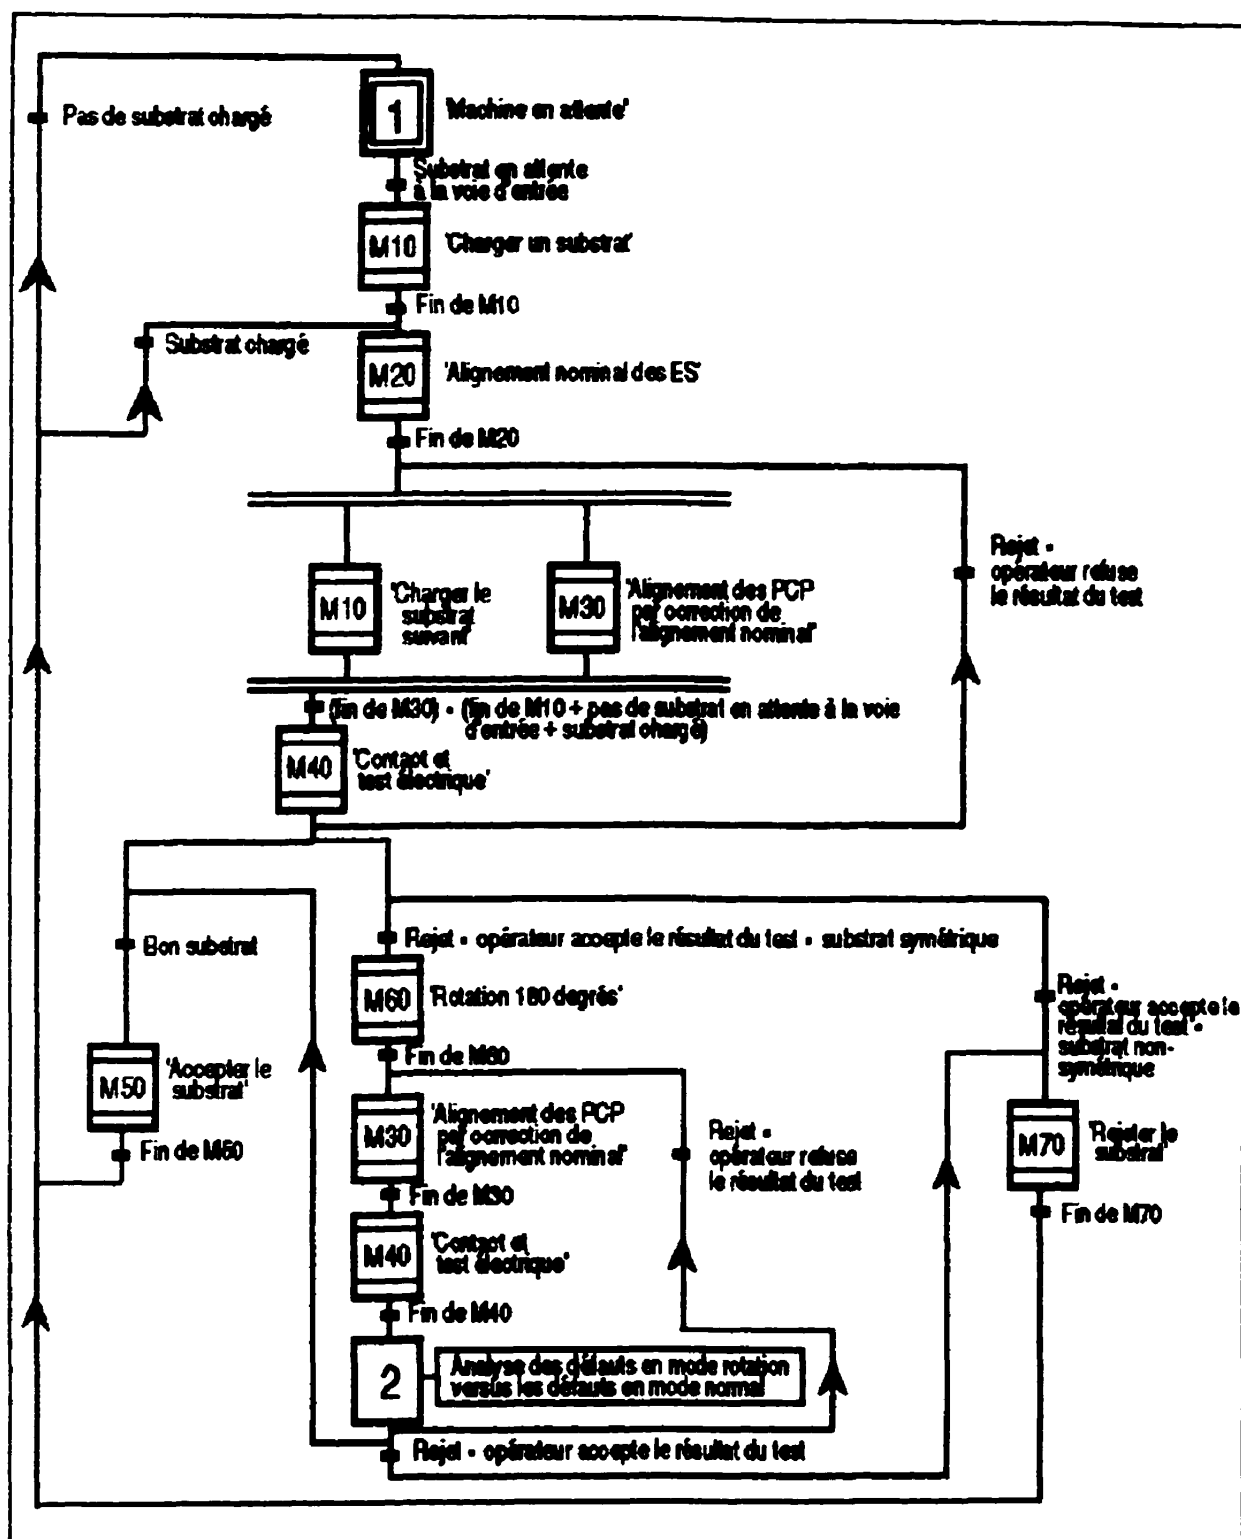 1
'Machine en attente'
Pas de substrat chargé
Substrat en attente
à la voie d'entrée
M10
'Charger un substrat'
Fin de M10
Substrat chargé
M20
'Alignement nominal des ES'
Fin de M20
Rejet -
opérateur refuse
le résultat du test
M10
'Charger le
substrat
suivant'
M30
'Alignement des PCP
par correction de
l'alignement nominal'
(fin de M30) - (fin de M10 + pas de substrat en attente à la voie
d'entrée + substrat chargé)
M40
'Contact et
test électrique'
Bon substrat
Rejet - opérateur accepte le résultat du test - substrat symétrique
M60
'Rotation 180 degrés'
Fin de M60
Rejet -
opérateur accepte le
résultat du test -
substrat non-
symétrique
M50
'Accepter le
substrat'
Fin de M50
M30
'Alignement des PCP
par correction de
l'alignement nominal'
Fin de M30
Rejet -
opérateur refuse
le résultat du test
M70
'Rejeter le
substrat'
Fin de M70
M40
'Contact et
test électrique'
Fin de M40
2
Analyse des défauts en mode rotation
versus les défauts en mode normal
Rejet - opérateur accepte le résultat du test